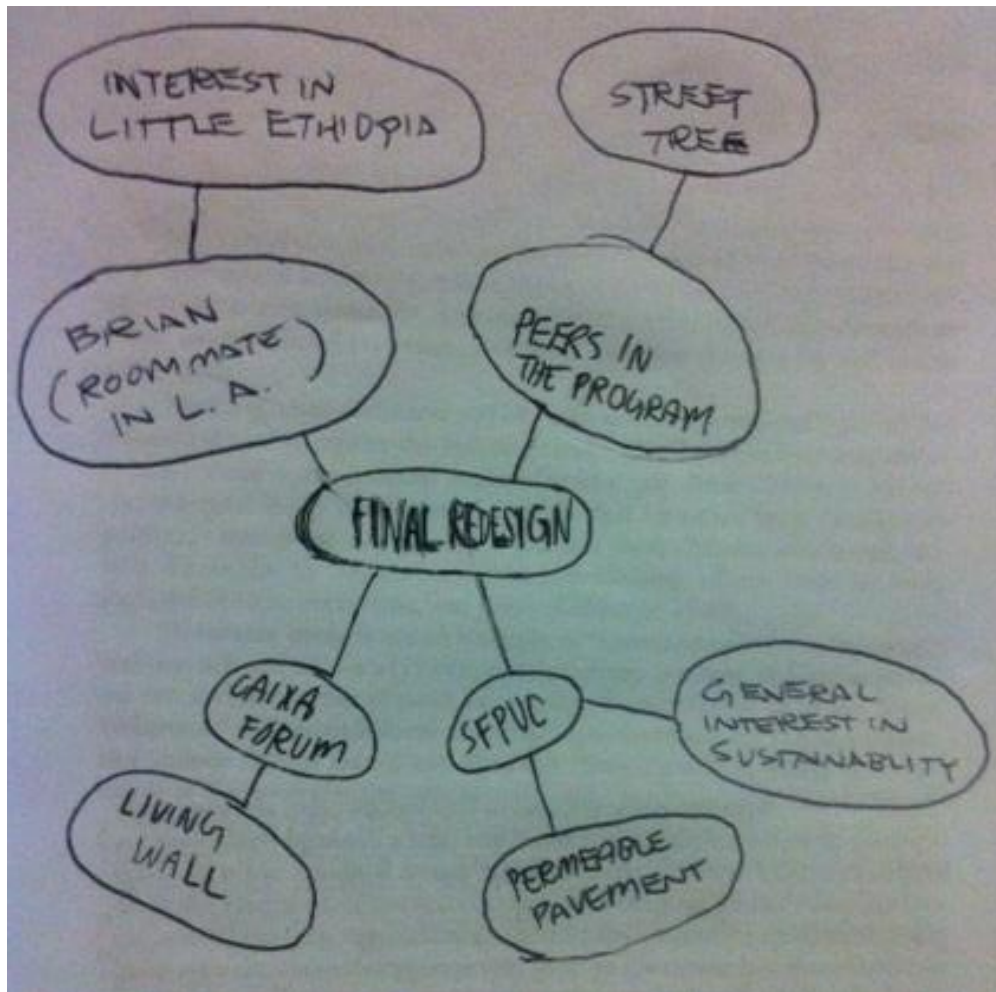 INTEREST IN
LITTLE ETHIOPIA
STREET
TREE
BRIAN
(ROOMMATE
IN L.A.)
PEERS IN
THE PROGRAM
FINAL REDESIGN
CAIXA
FORUM
SFPUC
GENERAL
INTEREST IN
SUSTAINABLITY
LIVING
WALL
PERMEABLE
PAVEMENT